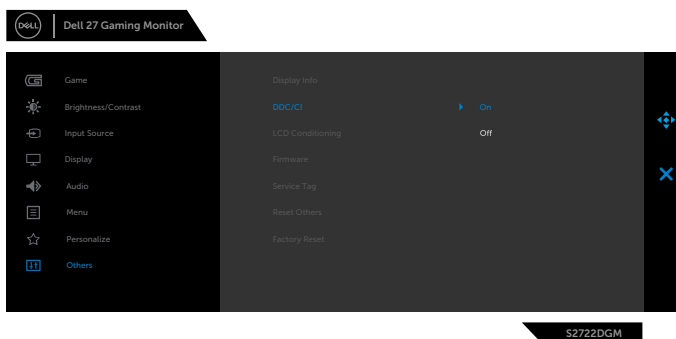 DELL
Dell 27 Gaming Monitor
Game
Display Info
Brightness/Contrast
DDC/CI
On
Input Source
LCD Conditioning
Off
Display
Firmware
Audio
Service Tag
Menu
Reset Others
Personalize
Factory Reset
Others
S2722DGM